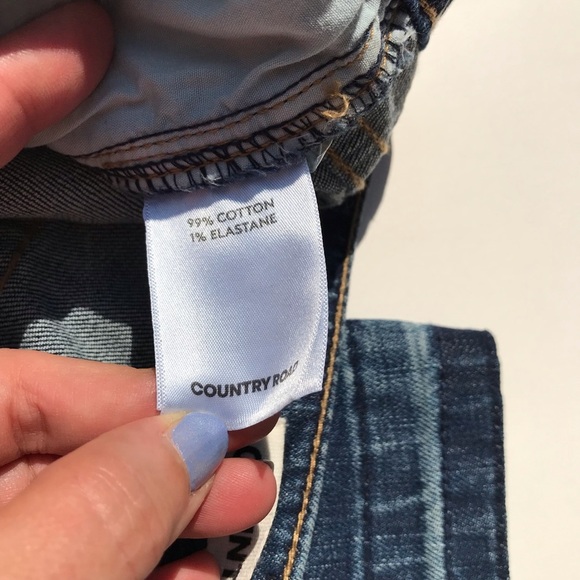 99% COTTON
1% ELASTANE
COUNTRY ROAD